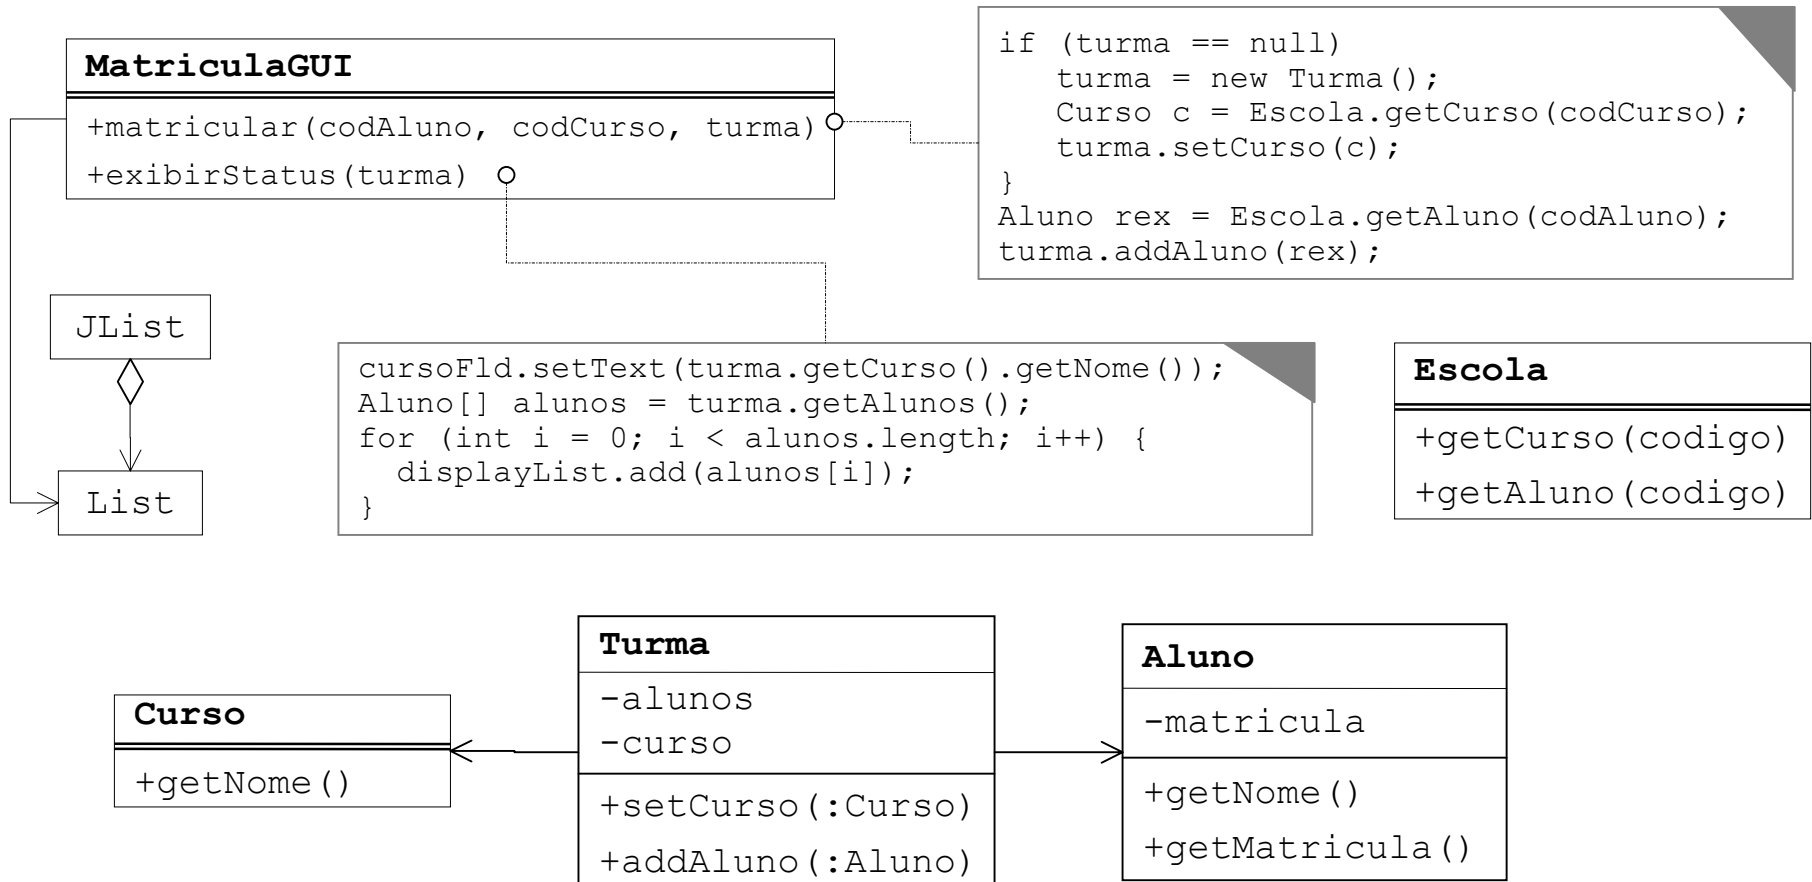 MatriculaGUI
+matricular(codAluno, codCurso, turma)
+exibirStatus(turma)
if (turma == null)
   turma = new Turma();
   Curso c = Escola.getCurso(codCurso);
   turma.setCurso(c);
}
Aluno rex = Escola.getAluno(codAluno);
turma.addAluno(rex);
JList
List
cursoFld.setText(turma.getCurso().getNome());
Aluno[] alunos = turma.getAlunos();
for (int i = 0; i < alunos.length; i++) {
  displayList.add(alunos[i]);
}
Escola
+getCurso(codigo)
+getAluno(codigo)
Curso
+getNome()
Turma
-alunos
-curso
+setCurso(:Curso)
+addAluno(:Aluno)
Aluno
-matricula
+getNome()
+getMatricula()